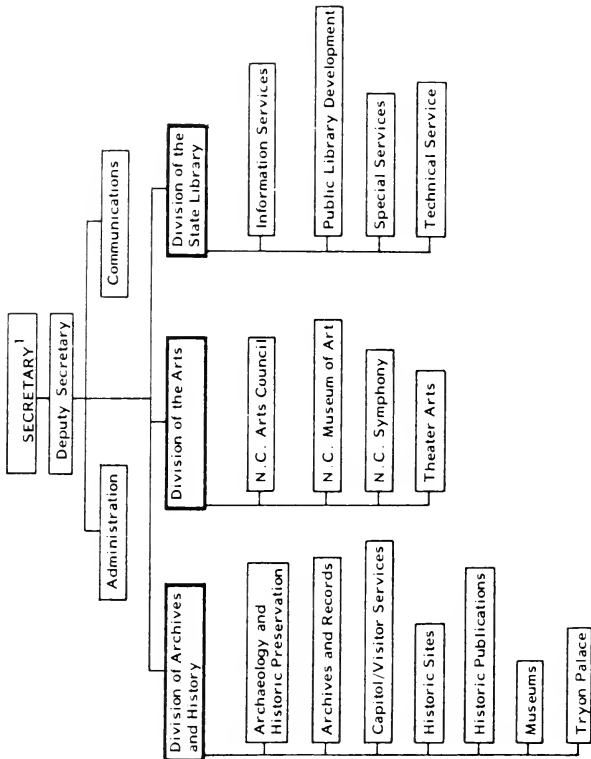 SECRETARY¹
Deputy Secretary
Administration
Communications
Division of Archives
and History
Archaeology and
Historic Preservation
Archives and Records
Capitol/Visitor Services
Historic Sites
Historic Publications
Museums
Tryon Palace
Division of the Arts
N.C. Arts Council
N.C. Museum of Art
N.C. Symphony
Theater Arts
Division of the
State Library
Information Services
Public Library Development
Special Services
Technical Service